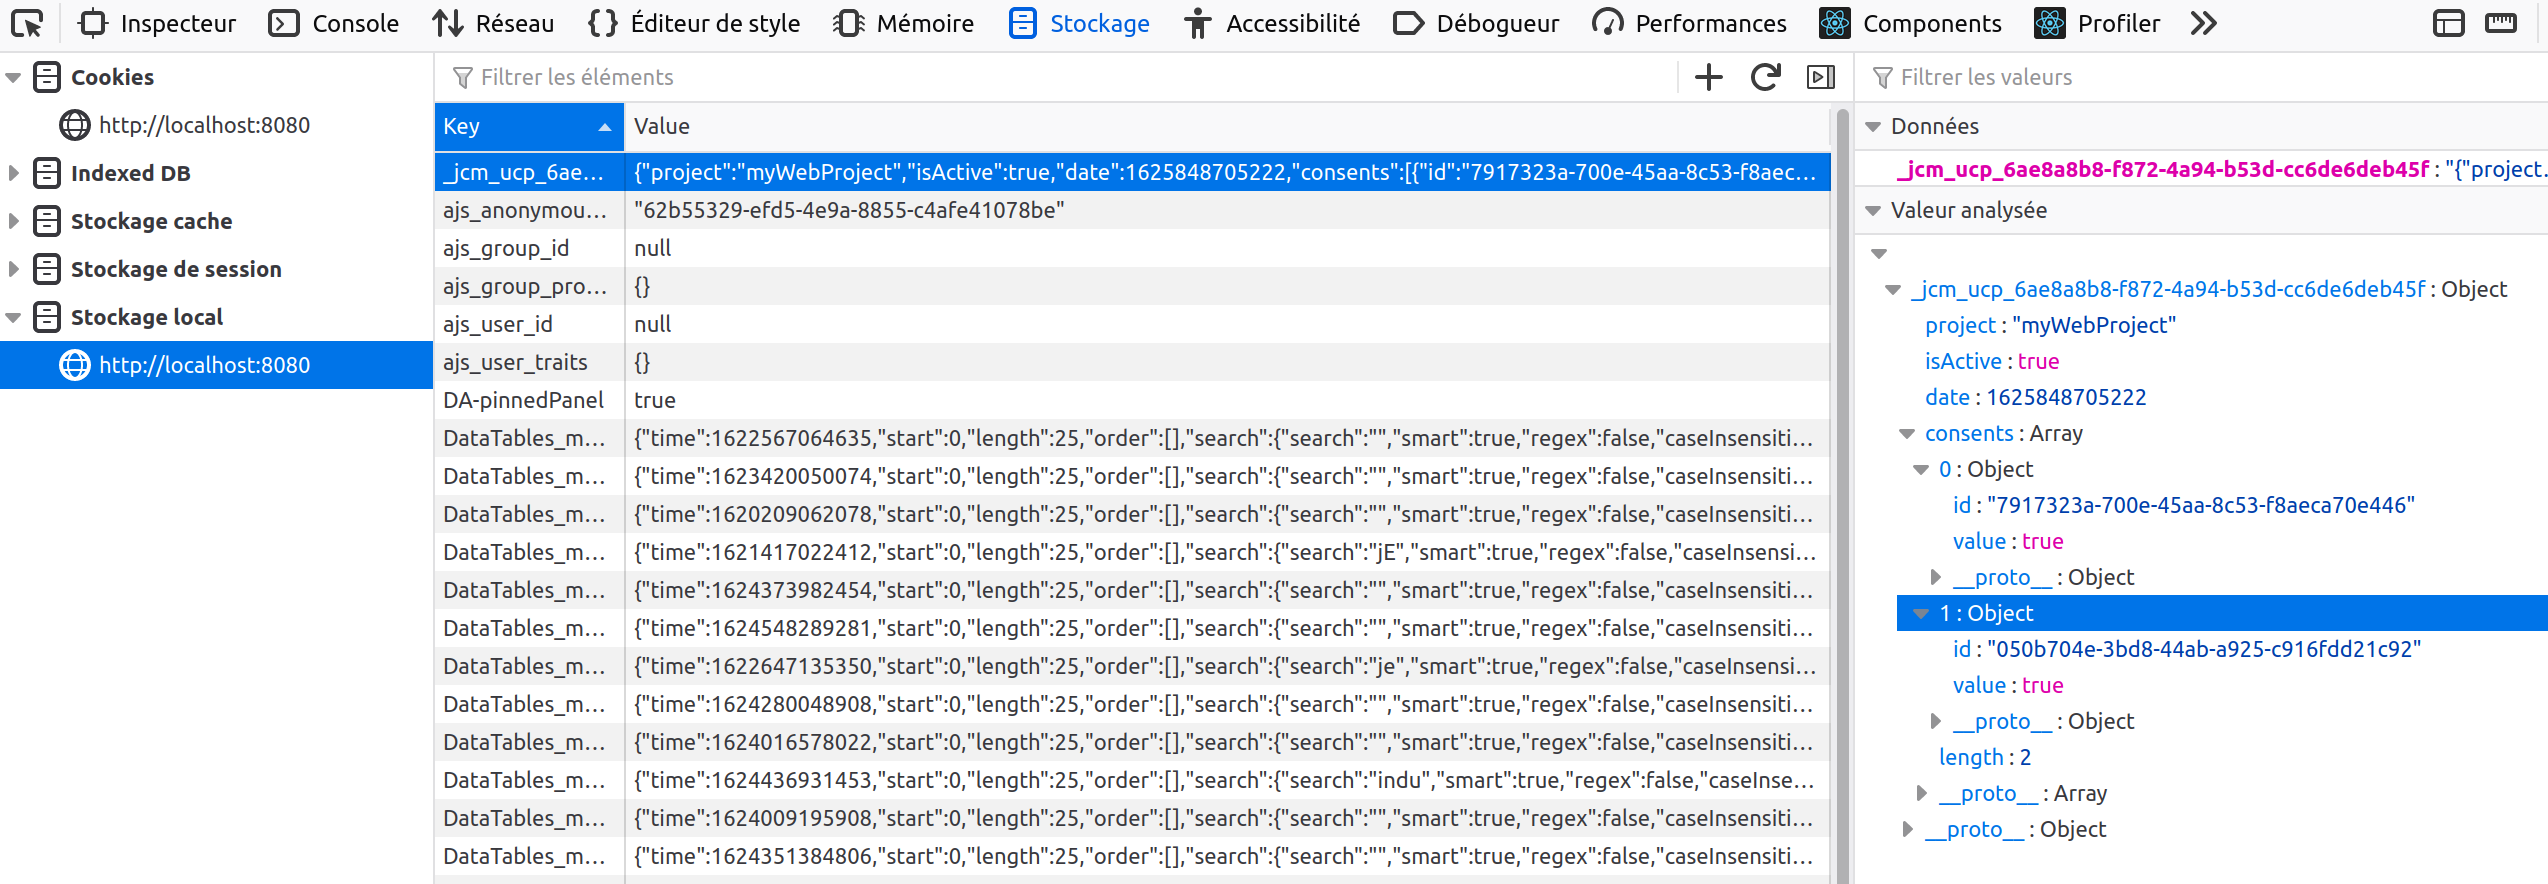 Inspecteur Console Réseau Éditeur de style Mémoire Stockage Accessibilité Débogueur Performances Components Profiler
Cookies
http://localhost:8080
Indexed DB
Stockage cache
Stockage de session
Stockage local
http://localhost:8080
Filtrer les éléments
Key Value
_jcm_ucp_6ae… {"project":"myWebProject","isActive":true,"date":1625848705222,"consents":[{"id":"7917323a-700e-45aa-8c53-f8aec…
ajs_anonymou… "62b55329-efd5-4e9a-8855-c4afe41078be"
ajs_group_id null
ajs_group_pro… {}
ajs_user_id null
ajs_user_traits {}
DA-pinnedPanel true
DataTables_m… {"time":1622567064635,"start":0,"length":25,"order":[],"search":{"search":"","smart":true,"regex":false,"caseInsensiti…
DataTables_m… {"time":1623420050074,"start":0,"length":25,"order":[],"search":{"search":"","smart":true,"regex":false,"caseInsensiti…
DataTables_m… {"time":1620209062078,"start":0,"length":25,"order":[],"search":{"search":"","smart":true,"regex":false,"caseInsensiti…
DataTables_m… {"time":1621417022412,"start":0,"length":25,"order":[],"search":{"search":"jE","smart":true,"regex":false,"caseInsensi…
DataTables_m… {"time":1624373982454,"start":0,"length":25,"order":[],"search":{"search":"","smart":true,"regex":false,"caseInsensiti…
DataTables_m… {"time":1624548289281,"start":0,"length":25,"order":[],"search":{"search":"","smart":true,"regex":false,"caseInsensiti…
DataTables_m… {"time":1622647135350,"start":0,"length":25,"order":[],"search":{"search":"je","smart":true,"regex":false,"caseInsensi…
DataTables_m… {"time":1624280048908,"start":0,"length":25,"order":[],"search":{"search":"","smart":true,"regex":false,"caseInsensiti…
DataTables_m… {"time":1624016578022,"start":0,"length":25,"order":[],"search":{"search":"","smart":true,"regex":false,"caseInsensiti…
DataTables_m… {"time":1624436931453,"start":0,"length":25,"order":[],"search":{"search":"indu","smart":true,"regex":false,"caseInse…
DataTables_m… {"time":1624009195908,"start":0,"length":25,"order":[],"search":{"search":"","smart":true,"regex":false,"caseInsensiti…
DataTables_m… {"time":1624351384806,"start":0,"length":25,"order":[],"search":{"search":"","smart":true,"regex":false,"caseInsensiti…
Filtrer les valeurs
Données
_jcm_ucp_6ae8a8b8-f872-4a94-b53d-cc6de6deb45f : "{"project.
Valeur analysée
_jcm_ucp_6ae8a8b8-f872-4a94-b53d-cc6de6deb45f : Object
project : "myWebProject"
isActive : true
date : 1625848705222
consents : Array
0 : Object
id : "7917323a-700e-45aa-8c53-f8aeca70e446"
value : true
__proto__ : Object
1 : Object
id : "050b704e-3bd8-44ab-a925-c916fdd21c92"
value : true
__proto__ : Object
length : 2
__proto__ : Array
__proto__ : Object